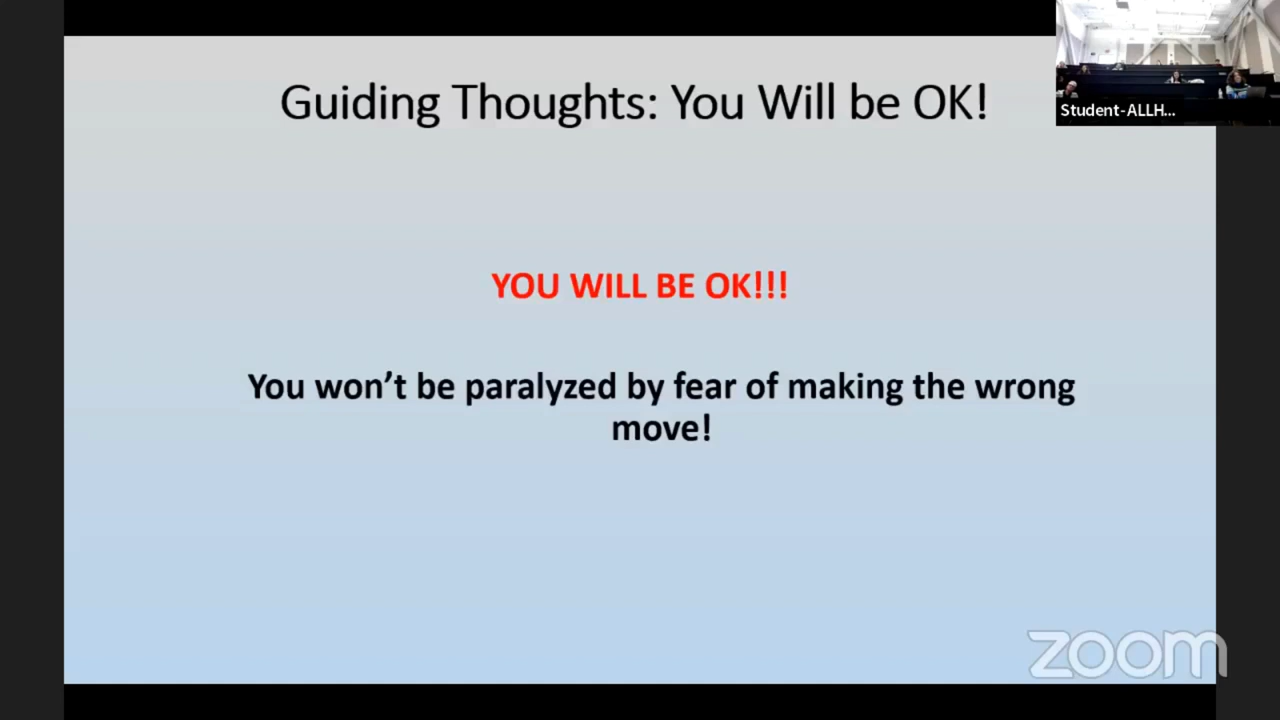 Guiding Thoughts: You Will be OK!
Student-ALLH...
YOU WILL BE OK!!!
You won't be paralyzed by fear of making the wrong
move!
zoom